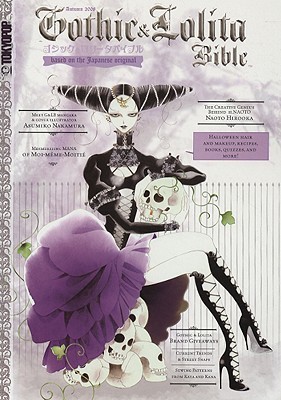 TOKYOPOP
Autumn 2008
Gothic & Lolita
Bible
ゴシック&ロリータバイブル
based on the Japanese original
Meet G&LB mangaka
& cover illustrator
Asumiko Nakamura
Mesmerizing MANA
of Moi-même-Moitié
The Creative Genius
Behind h.NAOTO:
Naoto Hirooka
Halloween hair
and makeup, recipes,
books, quizzes, and
more!
Gothic & Lolita
Brand Giveaways
Current Trends
& Street Snaps
Sewing Patterns
from Kaya and Kana